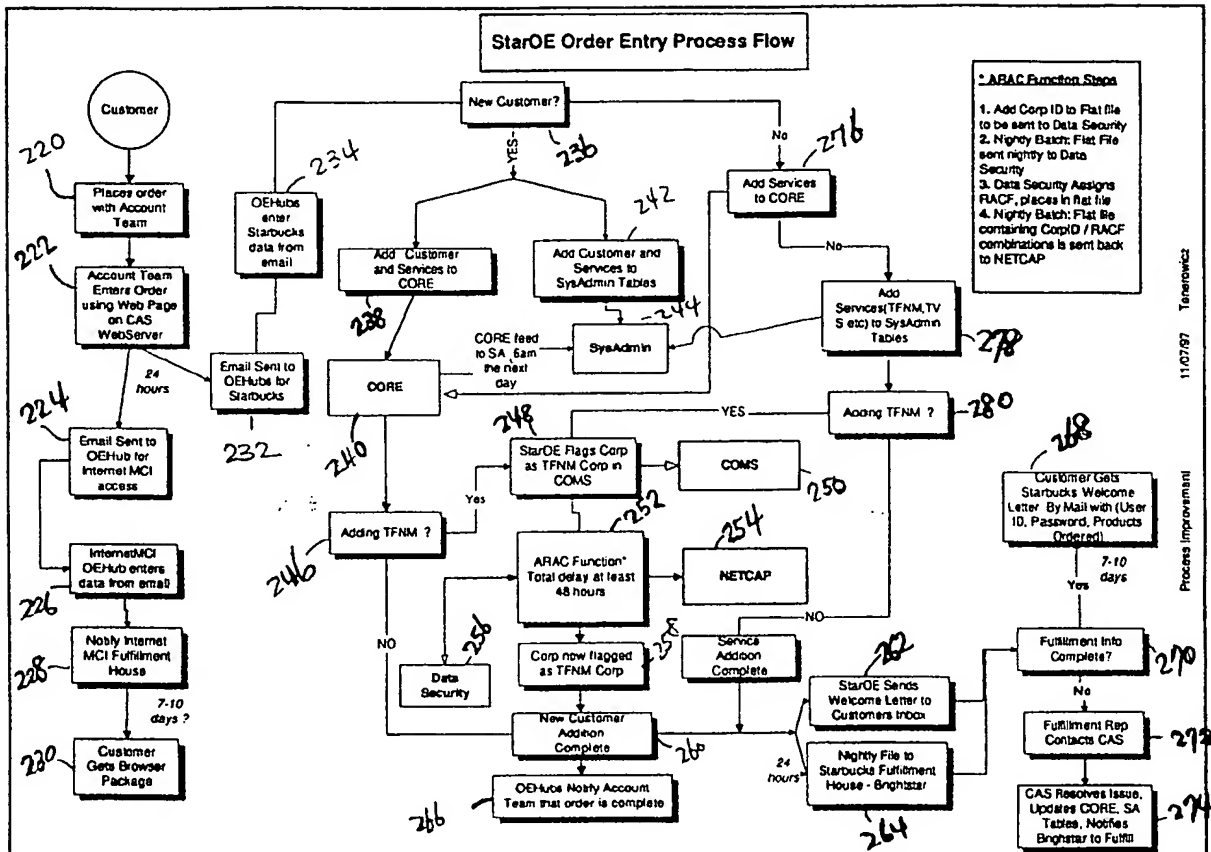 StarOE Order Entry Process Flow
Customer
220
Places order
with Account
Team
222
Account Team
Enters Order
using Web Page
on CAS
WebServer
24
hours
224
Email Sent to
OEHub for
Internet MCI
access
InternetMCI
OEHub enters
data from email
226
Notify Internet
MCI Fulfillment
House
228
7-10
days ?
Customer
Gets Browser
Package
230
Email Sent to
OEHubs for
Starbucks
232
234
OEHubs
enter
Starbucks
data from
email
New Customer?
236
YES
No
Add Customer
and Services to
CORE
238
242
Add Customer and
Services to
SysAdmin Tables
244
SysAdmin
CORE feed
to SA 6am
the next
day
CORE
240
276
Add Services
to CORE
No
Add
Services(TFNM,TV
S etc) to SysAdmin
Tables
278
Adding TFNM ?
280
YES
NO
248
StarOE Flags Corp
as TFNM Corp in
COMS
COMS
250
Adding TFNM ?
246
Yes
NO
252
ARAC Function*
Total delay at least
48 hours
254
NETCAP
256
Data
Security
Corp now flagged
as TFNM Corp
258
Service
Addition
Complete
New Customer
Addition
Complete
260
OEHubs Notify Account
Team that order is complete
266
262
StarOE Sends
Welcome Letter to
Customers Inbox
24
hours
Nightly File to
Starbucks Fulfillment
House - Brightstar
264
268
Customer Gets
Starbucks Welcome
Letter By Mail with (User
ID, Password, Products
Ordered)
7-10
days
Yes
Fulfillment Info
Complete?
270
No
Fulfillment Rep
Contacts CAS
272
CAS Resolves Issue,
Updates CORE, SA
Tables, Notifies
Brighstar to Fulfill
274
* ARAC Function Steps
1. Add Corp ID to Flat file
to be sent to Data Security
2. Nightly Batch: Flat File
sent nightly to Data
Security
3. Data Security Assigns
RACF, places in flat file
4. Nightly Batch: Flat file
containing CorpID / RACF
combinations is sent back
to NETCAP
Process Improvement 11/07/97 Tenerowicz